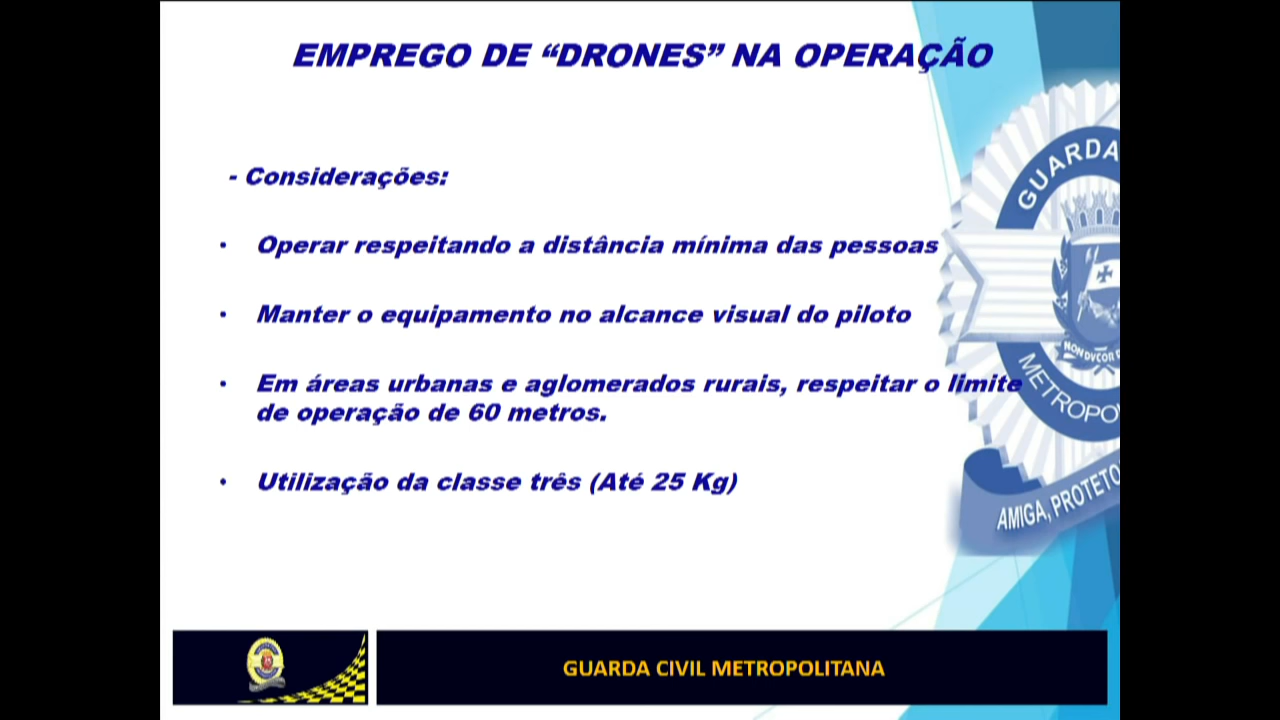 EMPREGO DE “DRONES” NA OPERAÇÃO
- Considerações:
• Operar respeitando a distância mínima das pessoas
• Manter o equipamento no alcance visual do piloto
• Em áreas urbanas e aglomerados rurais, respeitar o limite
de operação de 60 metros.
• Utilização da classe três (Até 25 Kg)
GUARDA
NON DVCOR
METROPO
AMIGA, PROTETO
GUARDA CIVIL METROPOLITANA